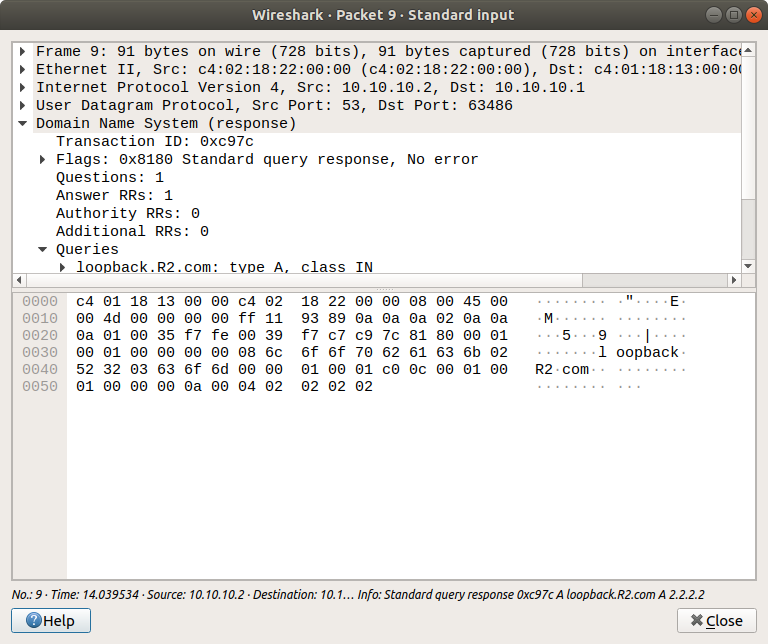 Wireshark · Packet 9 · Standard input
Frame 9: 91 bytes on wire (728 bits), 91 bytes captured (728 bits) on interface
Ethernet II, Src: c4:02:18:22:00:00 (c4:02:18:22:00:00), Dst: c4:01:18:13:00:00
Internet Protocol Version 4, Src: 10.10.10.2, Dst: 10.10.10.1
User Datagram Protocol, Src Port: 53, Dst Port: 63486
Domain Name System (response)
Transaction ID: 0xc97c
Flags: 0x8180 Standard query response, No error
Questions: 1
Answer RRs: 1
Authority RRs: 0
Additional RRs: 0
Queries
loopback.R2.com: type A, class IN
0000 c4 01 18 13 00 00 c4 02 18 22 00 00 08 00 45 00 ········ ·"····E·
0010 00 4d 00 00 00 00 ff 11 93 89 0a 0a 0a 02 0a 0a ·M······ ········
0020 0a 01 00 35 f7 fe 00 39 f7 c7 c9 7c 81 80 00 01 ···5···9 ···|····
0030 00 01 00 00 00 00 08 6c 6f 6f 70 62 61 63 6b 02 ·······l oopback·
0040 52 32 03 63 6f 6d 00 00 01 00 01 c0 0c 00 01 00 R2·com·· ········
0050 01 00 00 00 0a 00 04 02 02 02 02 ········ ···
No.: 9 · Time: 14.039534 · Source: 10.10.10.2 · Destination: 10.1… Info: Standard query response 0xc97c A loopback.R2.com A 2.2.2.2
Help
Close